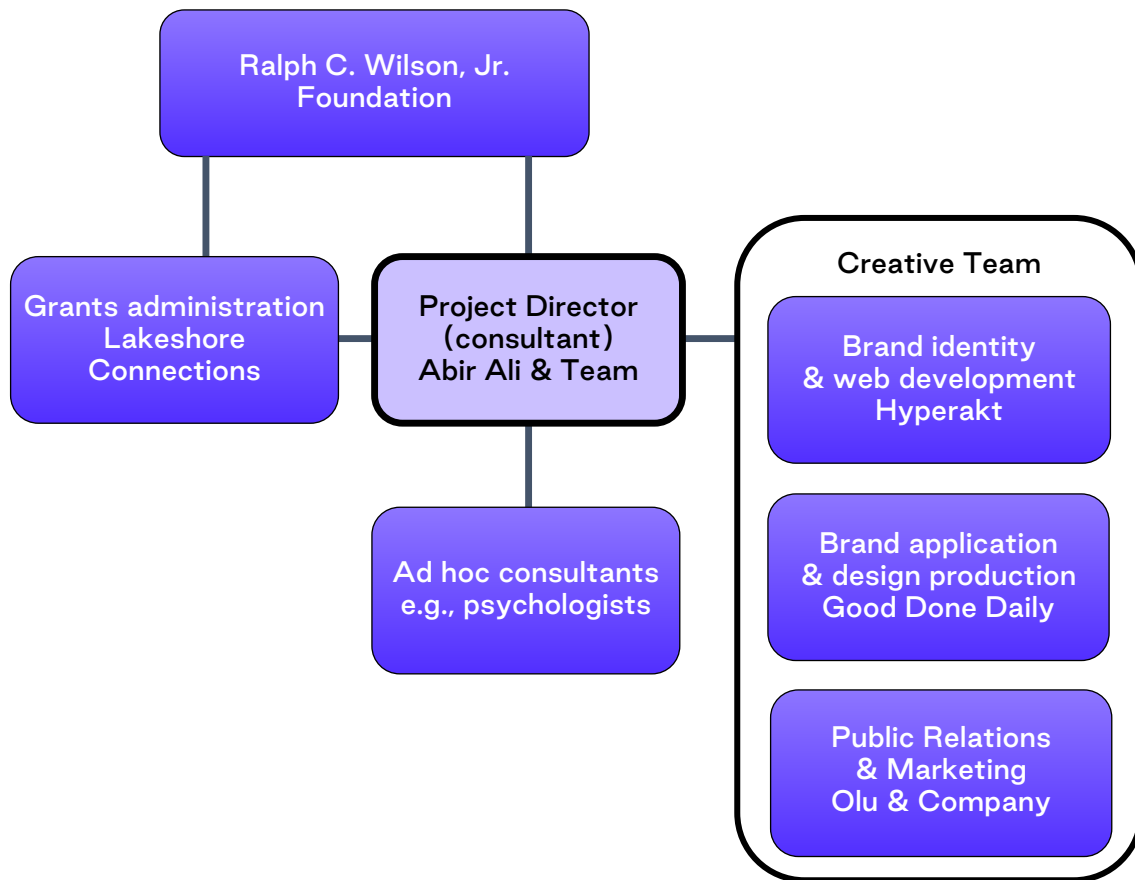 Ralph C. Wilson, Jr.
Foundation
Grants administration
Lakeshore
Connections
Project Director
(consultant)
Abir Ali & Team
Ad hoc consultants
e.g., psychologists
Creative Team
Brand identity
& web development
Hyperakt
Brand application
& design production
Good Done Daily
Public Relations
& Marketing
Olu & Company